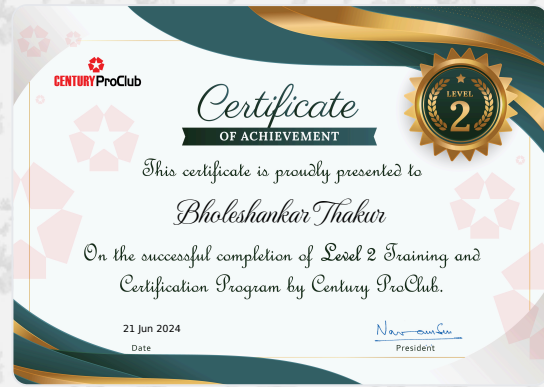 CENTURY ProClub
LEVEL
2
Certificate
OF ACHIEVEMENT
This certificate is proudly presented to
Bholeshankar Thakur
On the successful completion of Level 2 Training and
Certification Program by Century ProClub.
21 Jun 2024
Date
President